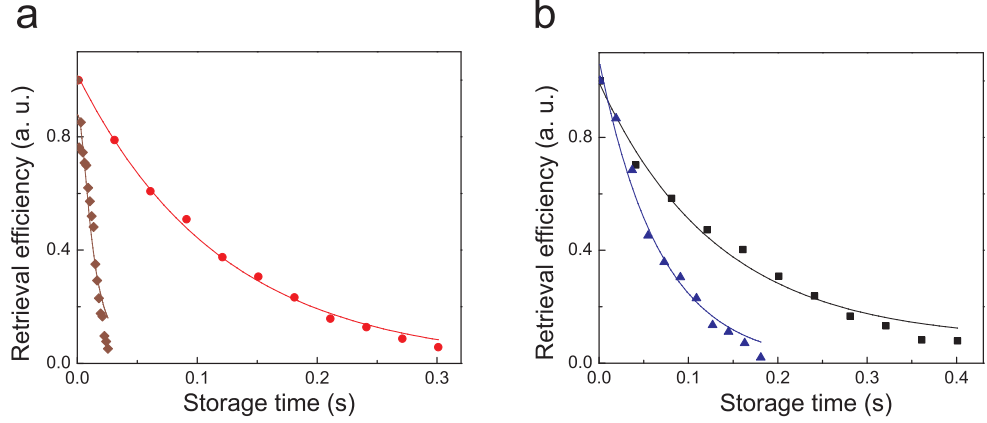 a
Retrieval efficiency (a. u.)
0.8
0.4
0.0
0.0 0.1 0.2 0.3
Storage time (s)
b
Retrieval efficiency (a. u.)
0.8
0.4
0.0
0.0 0.1 0.2 0.3 0.4
Storage time (s)